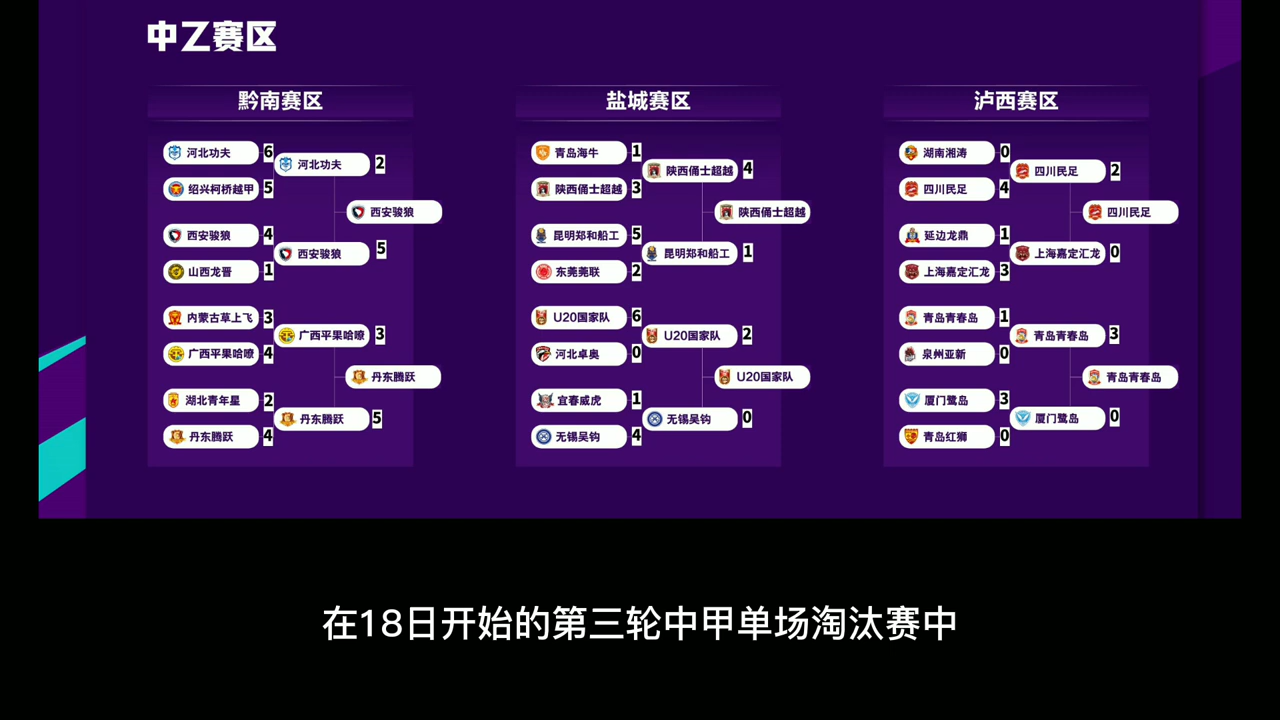 中乙赛区
黔南赛区
河北功夫 6
绍兴柯桥越甲 5
西安骏狼 4
山西龙晋 1
内蒙古草上飞 3
广西平果哈嘹 4
湖北青年星 2
丹东腾跃 4
河北功夫 2
西安骏狼 5
广西平果哈嘹 3
丹东腾跃 5
西安骏狼
丹东腾跃
盐城赛区
青岛海牛 1
陕西俑士超越 3
昆明郑和船工 5
东莞莞联 2
U20国家队 6
河北卓奥 0
宜春威虎 1
无锡吴钩 4
陕西俑士超越 4
昆明郑和船工 1
U20国家队 2
无锡吴钩 0
陕西俑士超越
U20国家队
泸西赛区
湖南湘涛 0
四川民足 4
延边龙鼎 1
上海嘉定汇龙 3
青岛青春岛 1
泉州亚新 0
厦门鹭岛 3
青岛红狮 0
四川民足 2
上海嘉定汇龙 0
青岛青春岛 3
厦门鹭岛 0
四川民足
青岛青春岛
在18日开始的第三轮中甲单场淘汰赛中